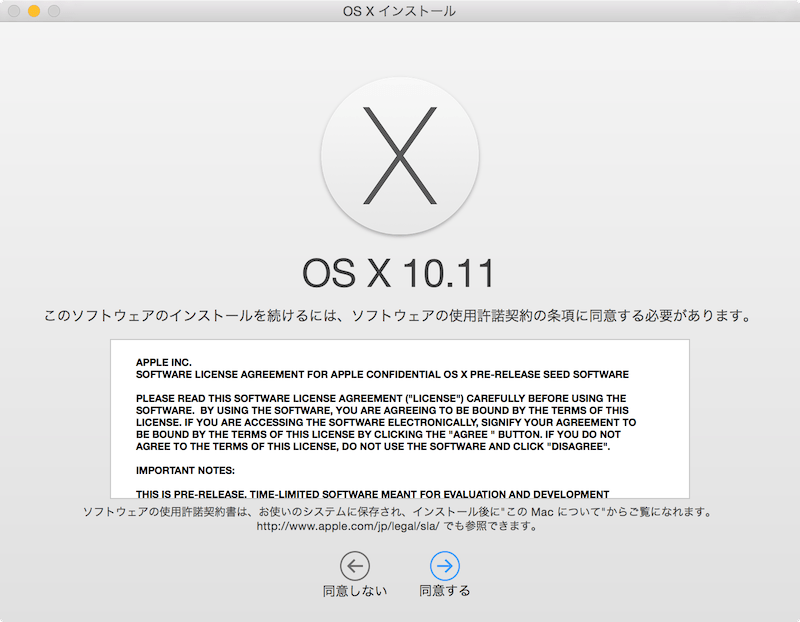 OS X インストール
X
OS X 10.11
このソフトウェアのインストールを続けるには、ソフトウェアの使用許諾契約の条項に同意する必要があります。
APPLE INC.
SOFTWARE LICENSE AGREEMENT FOR APPLE CONFIDENTIAL OS X PRE-RELEASE SEED SOFTWARE
PLEASE READ THIS SOFTWARE LICENSE AGREEMENT ("LICENSE") CAREFULLY BEFORE USING THE
SOFTWARE.  BY USING THE SOFTWARE, YOU ARE AGREEING TO BE BOUND BY THE TERMS OF THIS
LICENSE. IF YOU ARE ACCESSING THE SOFTWARE ELECTRONICALLY, SIGNIFY YOUR AGREEMENT TO
BE BOUND BY THE TERMS OF THIS LICENSE BY CLICKING THE "AGREE " BUTTON. IF YOU DO NOT
AGREE TO THE TERMS OF THIS LICENSE, DO NOT USE THE SOFTWARE AND CLICK "DISAGREE".
IMPORTANT NOTES:
THIS IS PRE-RELEASE, TIME-LIMITED SOFTWARE MEANT FOR EVALUATION AND DEVELOPMENT
ソフトウェアの使用許諾契約書は、お使いのシステムに保存され、インストール後に"この Mac について"からご覧になれます。
http://www.apple.com/jp/legal/sla/ でも参照できます。
同意しない 同意する